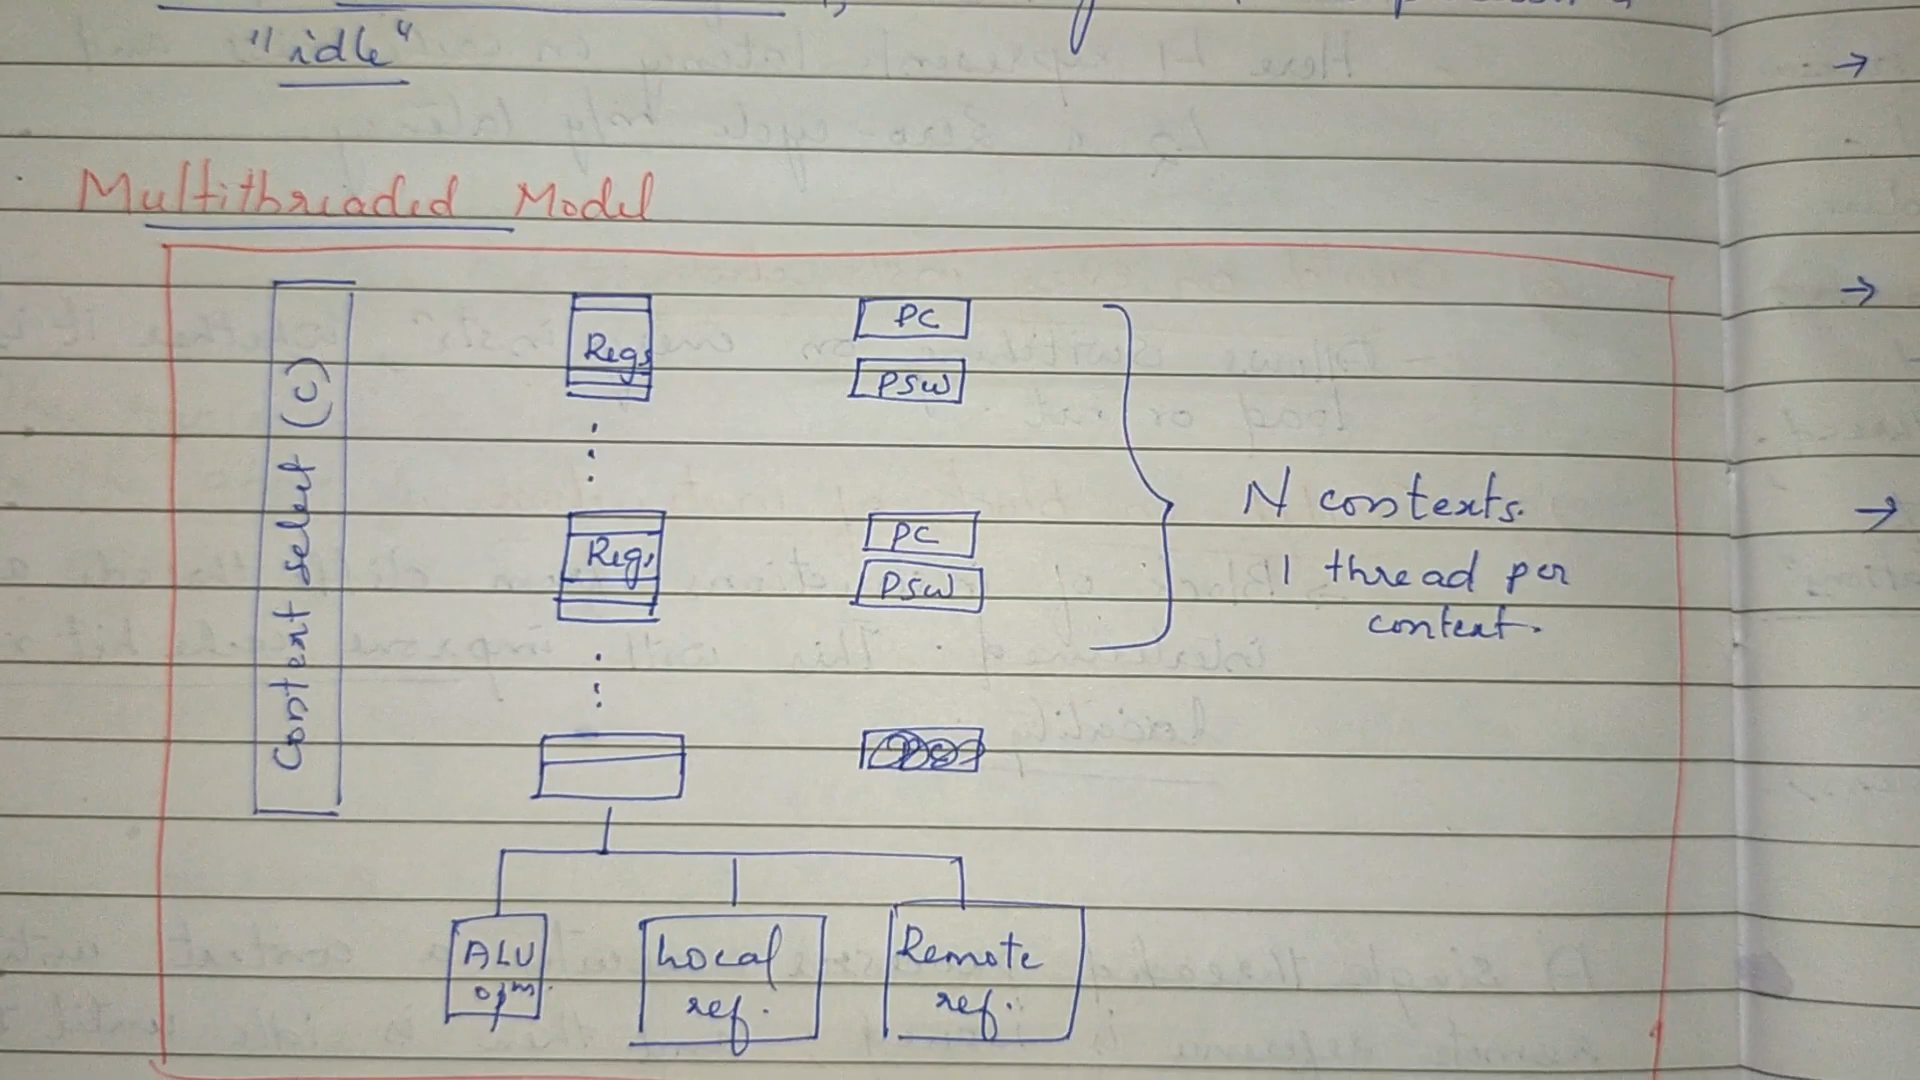 "idle"
Multithreaded Model
Context select (c)
Regs
PC
PSW
Regs
PC
PSW
N contexts.
1 thread per
context.
ALU
opn.
Local
ref.
Remote
ref.